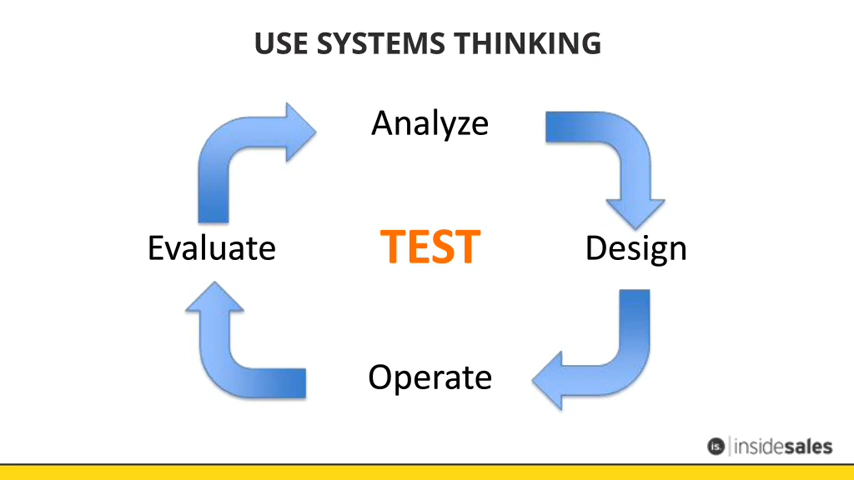 USE SYSTEMS THINKING
Analyze
Evaluate
TEST
Design
Operate
is. insidesales